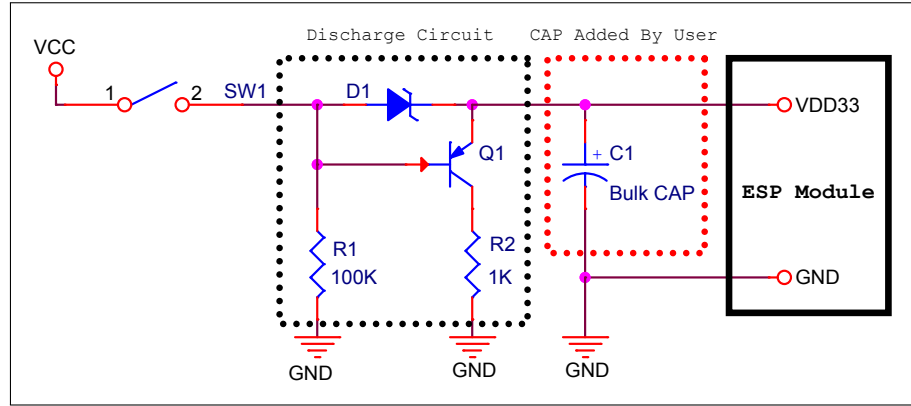 Discharge Circuit
CAP Added By User
VCC
1
2
SW1
D1
VDD33
Q1
+
C1
Bulk CAP
ESP Module
R1
100K
R2
1K
GND
GND
GND
GND